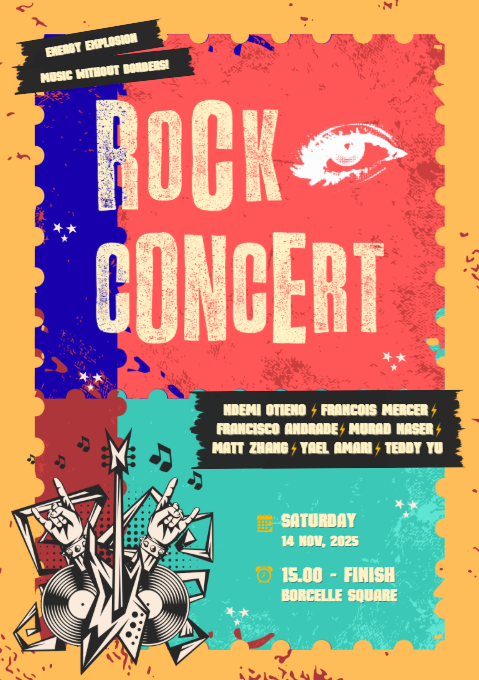 ENERGY EXPLOSION
MUSIC WITHOUT BORDERS!
ROCK
CONCERT
NDEMI OTIENO⚡FRANCOIS MERCER⚡
FRANCISCO ANDRADE⚡MURAD NASER⚡
MATT ZHANG⚡YAEL AMARI⚡TEDDY YU
SATURDAY
14 NOV, 2025
15.00 - FINISH
BORCELLE SQUARE